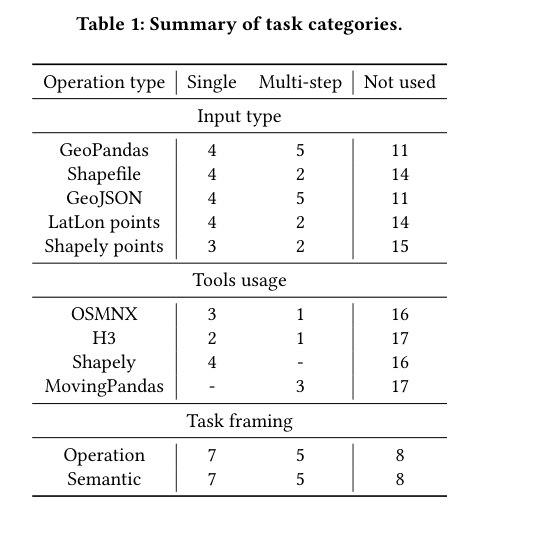 Table 1: Summary of task categories.
Operation type Single Multi-step Not used
Input type
GeoPandas 4 5 11
Shapefile 4 2 14
GeoJSON 4 5 11
LatLon points 4 2 14
Shapely points 3 2 15
Tools usage
OSMNX 3 1 16
H3 2 1 17
Shapely 4 - 16
MovingPandas - 3 17
Task framing
Operation 7 5 8
Semantic 7 5 8